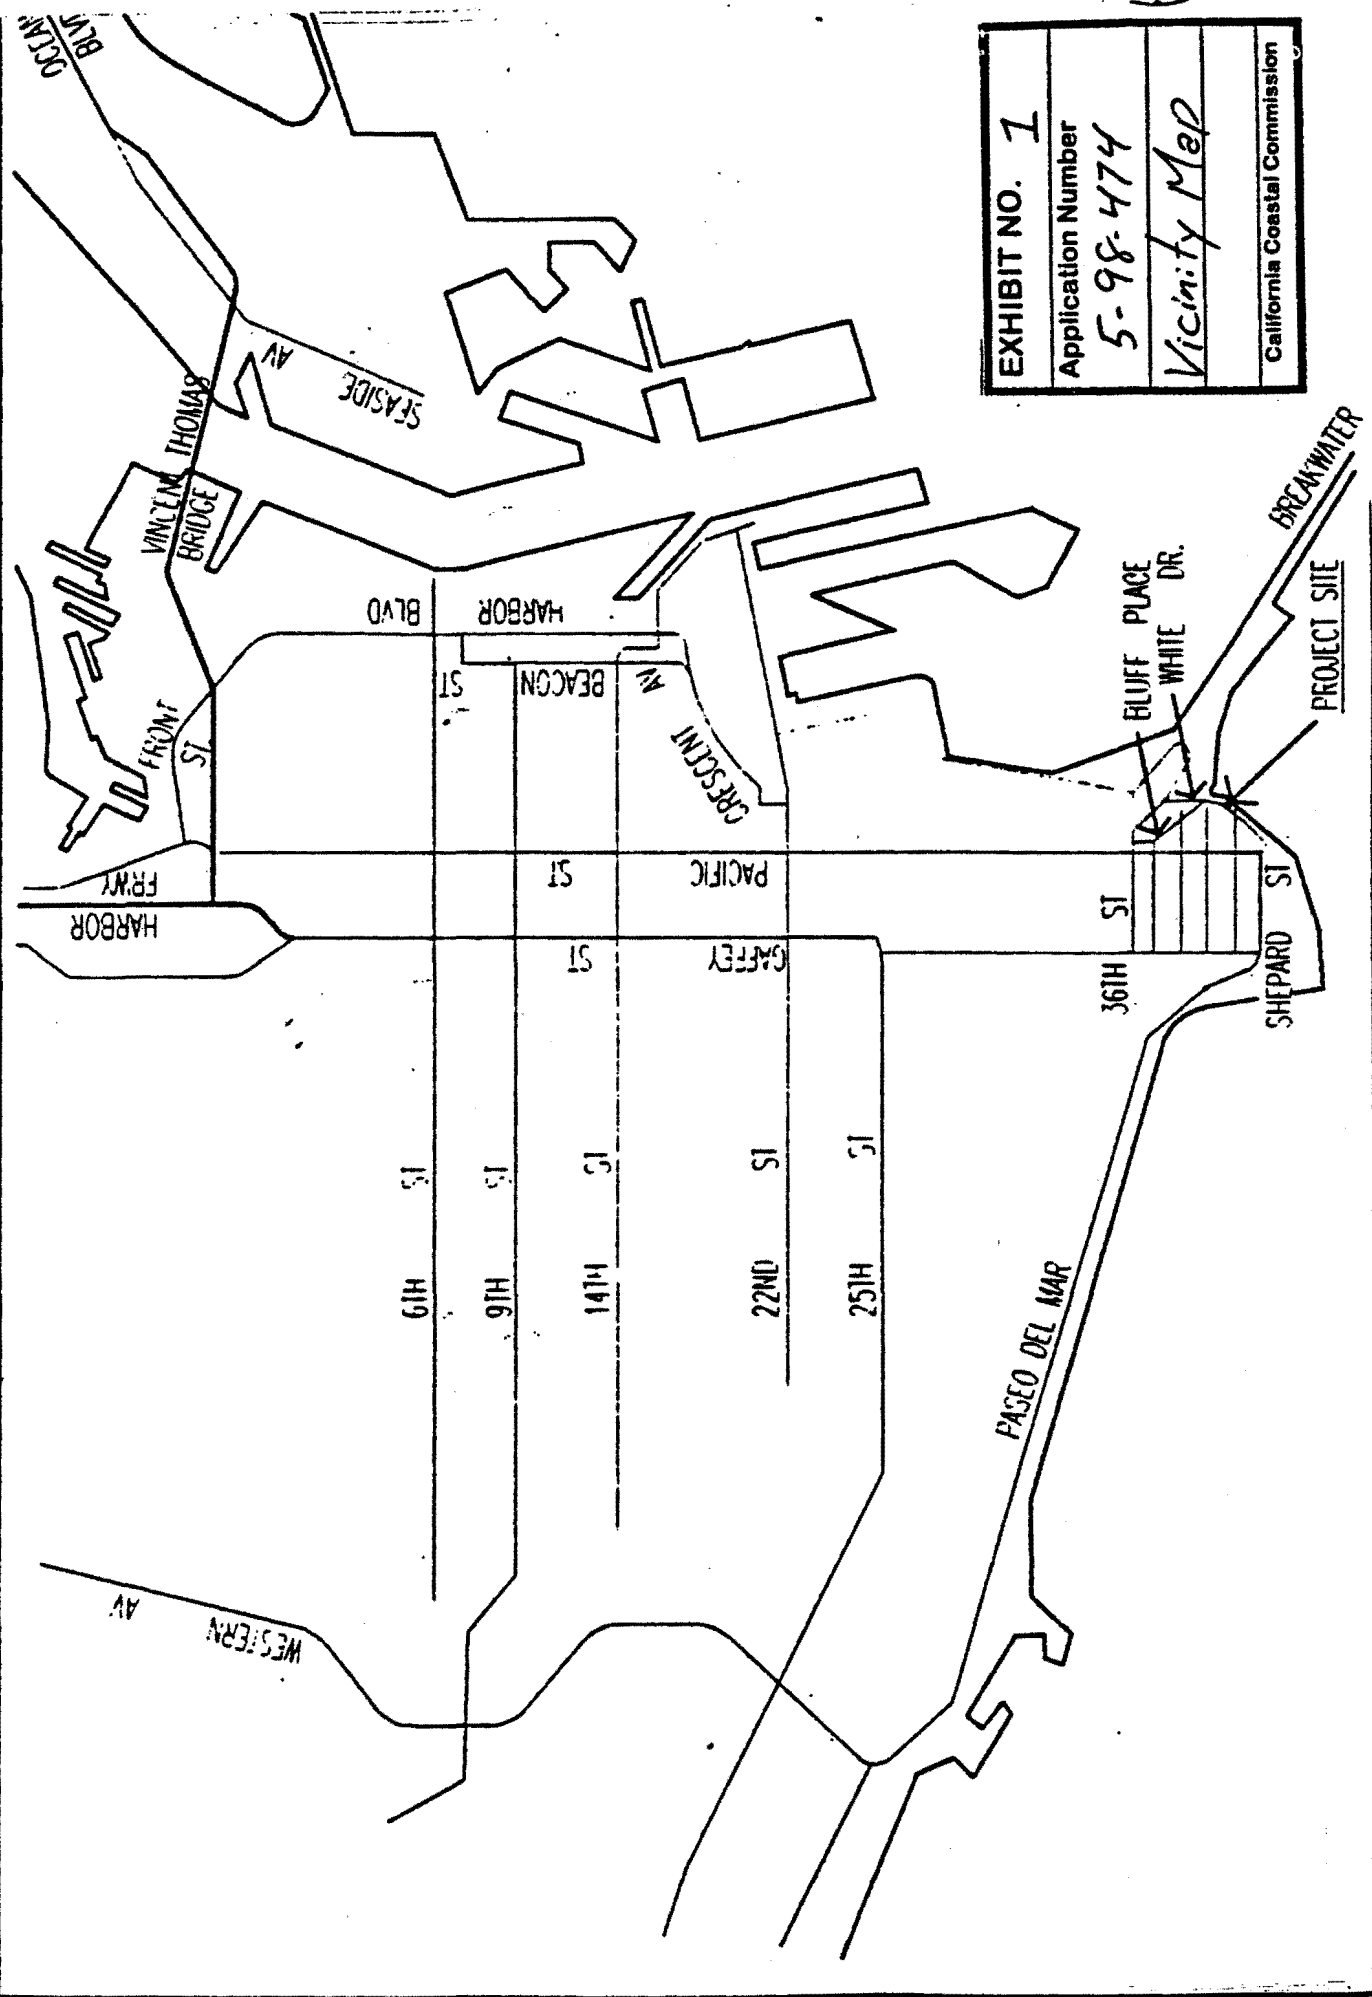 OCEAN
BLVD
VINCENT THOMAS
BRIDGE
SEASIDE
AV
FRONT
ST
HARBOR
FRWY
HARBOR
BLVD
BEACON
ST
CRESCENT
AV
PACIFIC
ST
GAFFEY
ST
WESTERN
AV
6TH ST
9TH ST
14TH ST
22ND ST
25TH ST
36TH ST
SHEPARD ST
PASEO DEL MAR
BLUFF PLACE
WHITE DR.
BREAKWATER
PROJECT SITE
EXHIBIT NO. 1
Application Number
5-98-474
Vicinity Map
California Coastal Commission